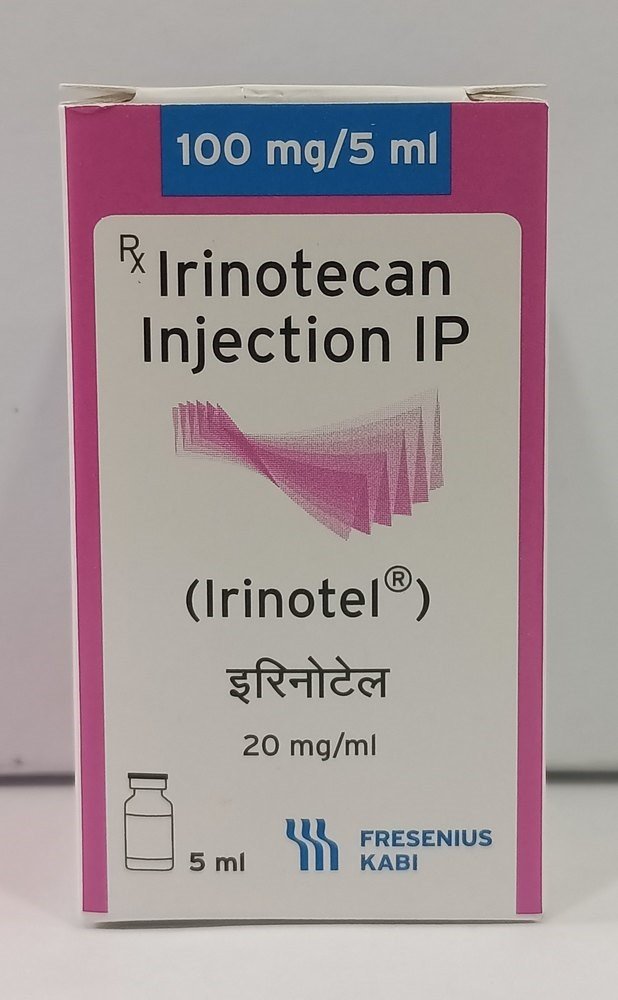 100 mg/5 ml
Rx Irinotecan
Injection IP
(Irinotel®)
इरिनोटेल
20 mg/ml
5 ml
FRESENIUS
KABI